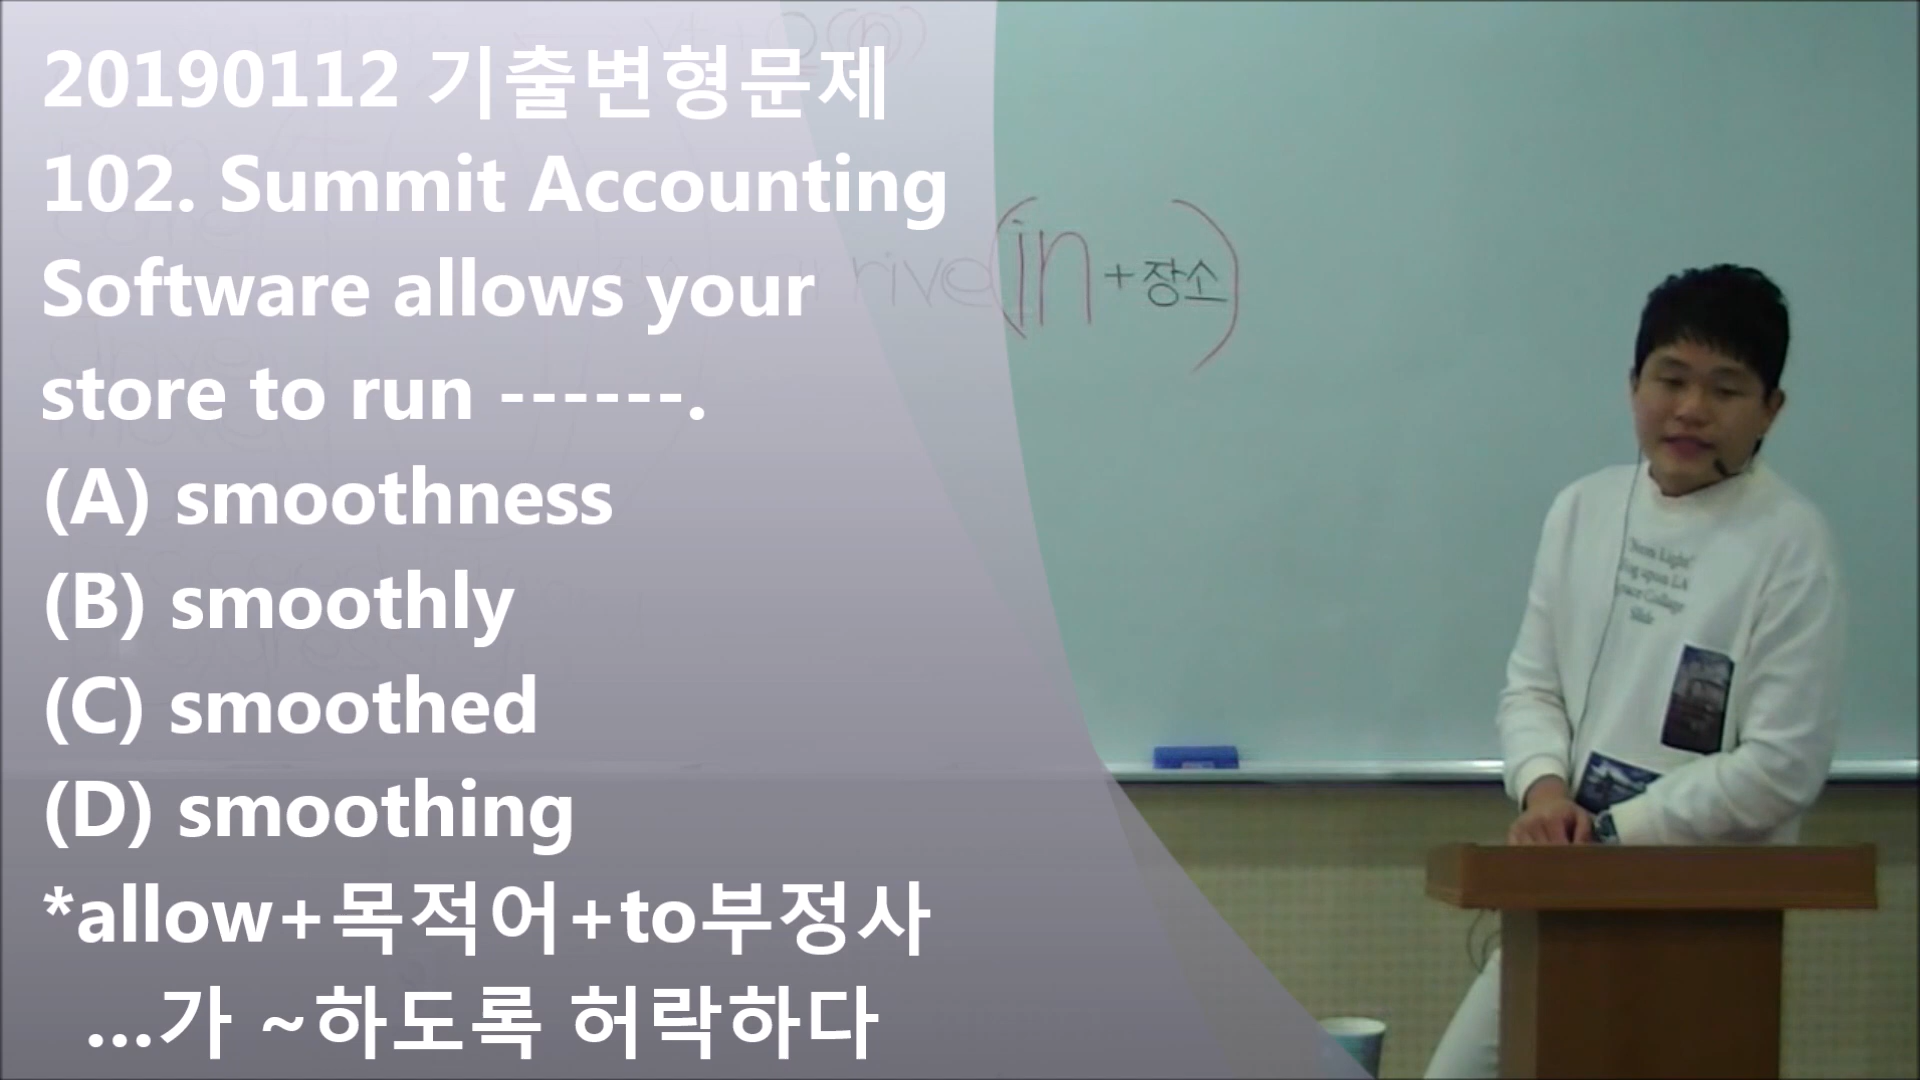 20190112 기출변형문제
102. Summit Accounting
Software allows your
store to run ------.
(A) smoothness
(B) smoothly
(C) smoothed
(D) smoothing
*allow+목적어+to부정사
...가 ~하도록 허락하다
rive(in+장소)